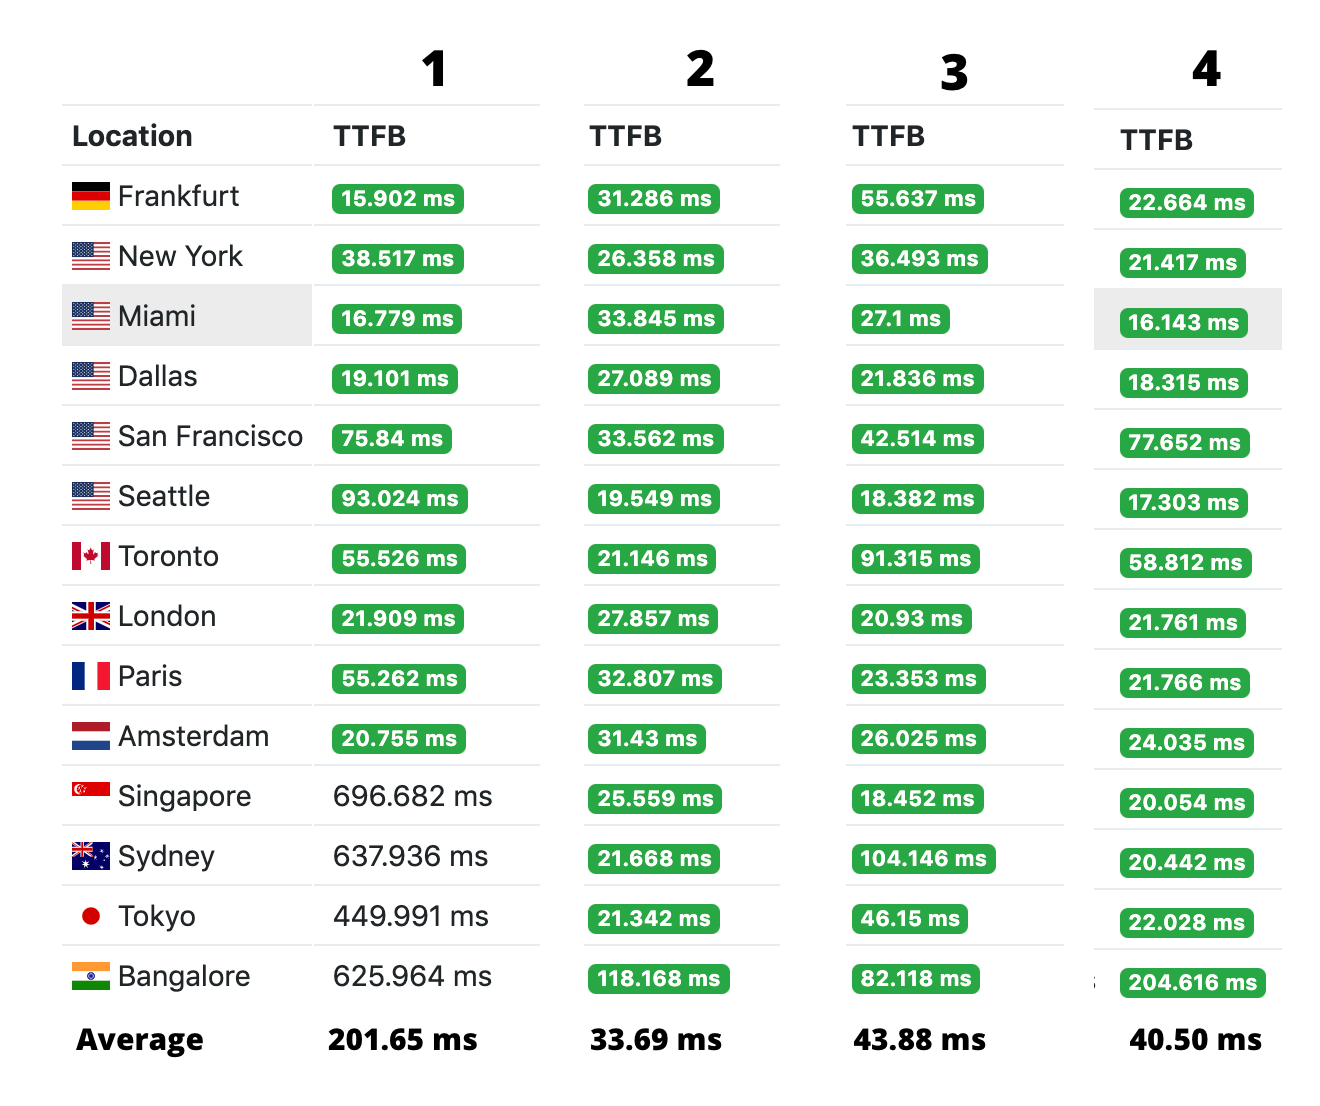 1 2 3 4
Location TTFB TTFB TTFB TTFB
Frankfurt 15.902 ms 31.286 ms 55.637 ms 22.664 ms
New York 38.517 ms 26.358 ms 36.493 ms 21.417 ms
Miami 16.779 ms 33.845 ms 27.1 ms 16.143 ms
Dallas 19.101 ms 27.089 ms 21.836 ms 18.315 ms
San Francisco 75.84 ms 33.562 ms 42.514 ms 77.652 ms
Seattle 93.024 ms 19.549 ms 18.382 ms 17.303 ms
Toronto 55.526 ms 21.146 ms 91.315 ms 58.812 ms
London 21.909 ms 27.857 ms 20.93 ms 21.761 ms
Paris 55.262 ms 32.807 ms 23.353 ms 21.766 ms
Amsterdam 20.755 ms 31.43 ms 26.025 ms 24.035 ms
Singapore 696.682 ms 25.559 ms 18.452 ms 20.054 ms
Sydney 637.936 ms 21.668 ms 104.146 ms 20.442 ms
Tokyo 449.991 ms 21.342 ms 46.15 ms 22.028 ms
Bangalore 625.964 ms 118.168 ms 82.118 ms 204.616 ms
Average 201.65 ms 33.69 ms 43.88 ms 40.50 ms